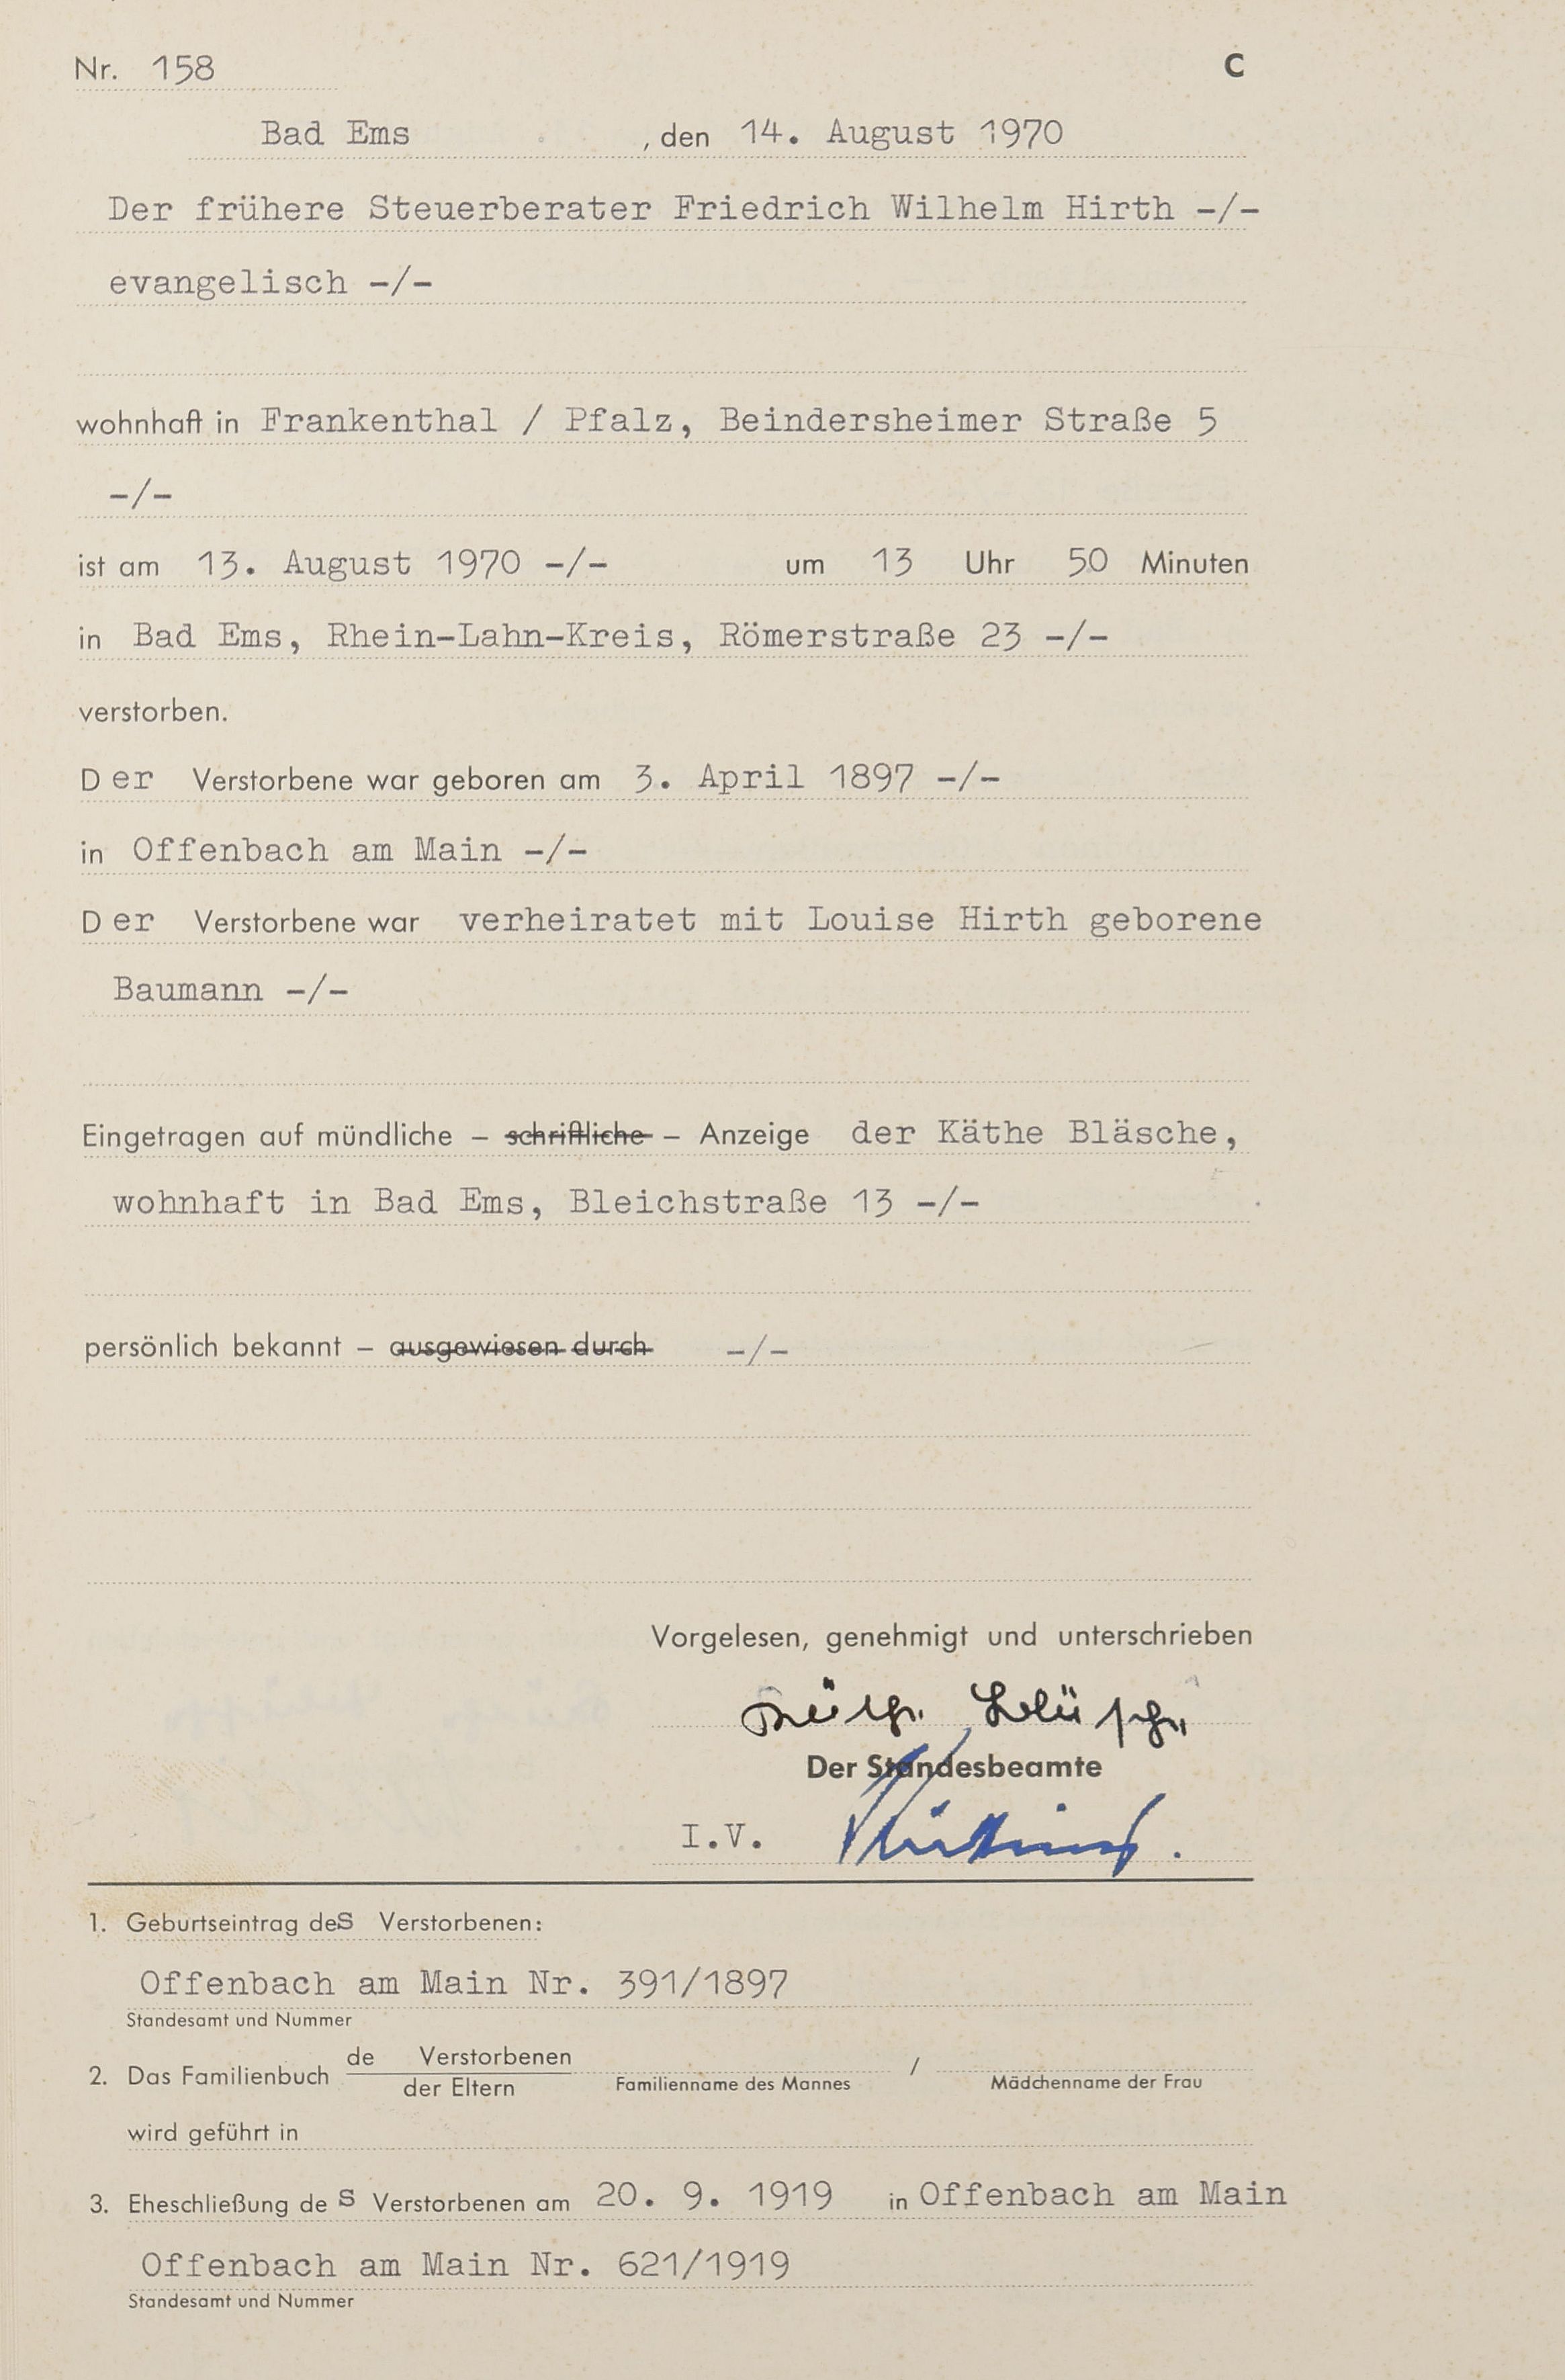 Nr. 158
C
Bad Ems , den 14. August 1970
Der frühere Steuerberater Friedrich Wilhelm Hirth -/-
evangelisch -/-
wohnhaft in Frankenthal / Pfalz, Beindersheimer Straße 5
-/-
ist am 13. August 1970 -/- um 13 Uhr 50 Minuten
in Bad Ems, Rhein-Lahn-Kreis, Römerstraße 23 -/-
verstorben.
Der Verstorbene war geboren am 3. April 1897 -/-
in Offenbach am Main -/-
Der Verstorbene war verheiratet mit Louise Hirth geborene
Baumann -/-
Eingetragen auf mündliche – schriftliche – Anzeige der Käthe Bläsche,
wohnhaft in Bad Ems, Bleichstraße 13 -/-
persönlich bekannt – ausgewiesen durch -/-
Vorgelesen, genehmigt und unterschrieben
Käthe Bläsche
Der Standesbeamte
I.V.
1. Geburtseintrag des Verstorbenen:
Offenbach am Main Nr. 391/1897
Standesamt und Nummer
2. Das Familienbuch de Verstorbenen
der Eltern
Familienname des Mannes / Mädchenname der Frau
wird geführt in
3. Eheschließung des Verstorbenen am 20. 9. 1919 in Offenbach am Main
Offenbach am Main Nr. 621/1919
Standesamt und Nummer